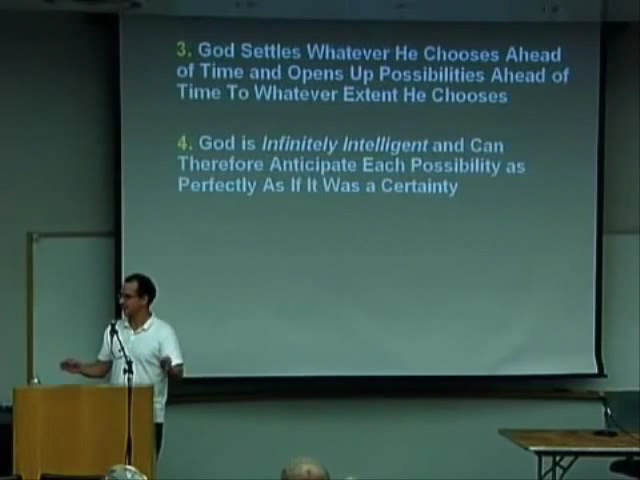 3. God Settles Whatever He Chooses Ahead
of Time and Opens Up Possibilities Ahead of
Time To Whatever Extent He Chooses
4. God is Infinitely Intelligent and Can
Therefore Anticipate Each Possibility as
Perfectly As If It Was a Certainty